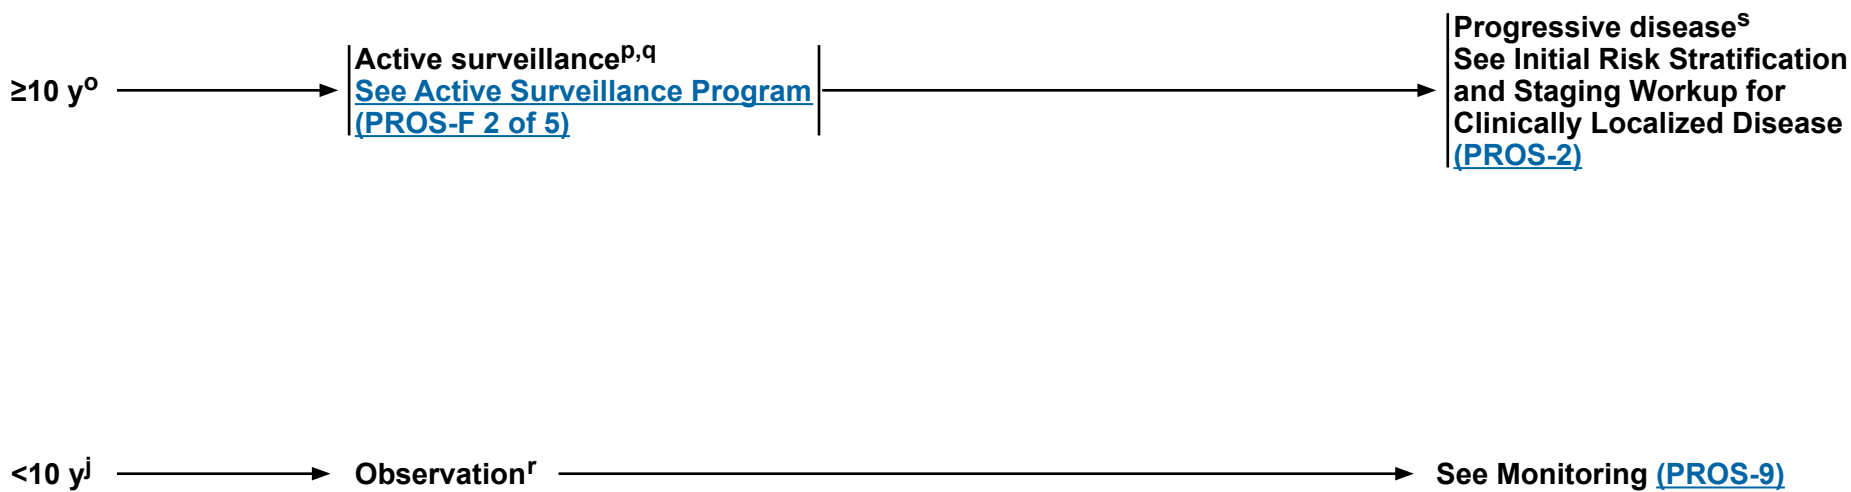 ≥10 yᵒ
Active surveillanceᵖ,ᑫ
See Active Surveillance Program
(PROS-F 2 of 5)
Progressive diseaseˢ
See Initial Risk Stratification
and Staging Workup for
Clinically Localized Disease
(PROS-2)
<10 yʲ
Observationʳ
See Monitoring (PROS-9)